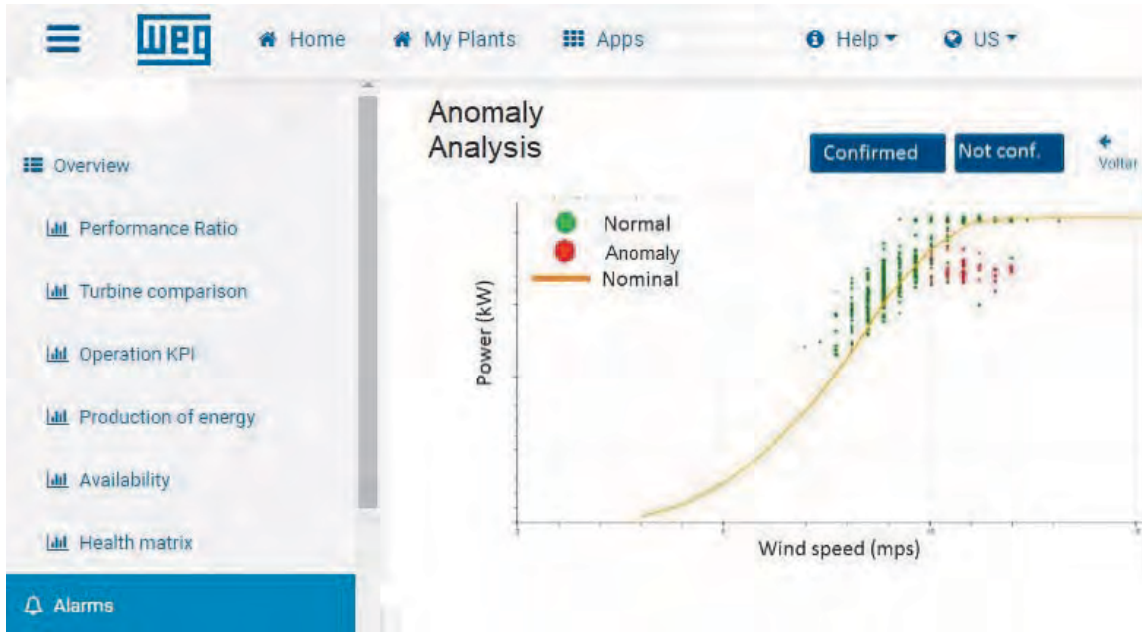 weg Home My Plants Apps Help US
Anomaly
Analysis
Confirmed Not conf.
Voltar
Overview
Performance Ratio
Turbine comparison
Operation KPI
Production of energy
Availability
Health matrix
Alarms
Normal
Anomaly
Nominal
Power (kW)
Wind speed (mps)